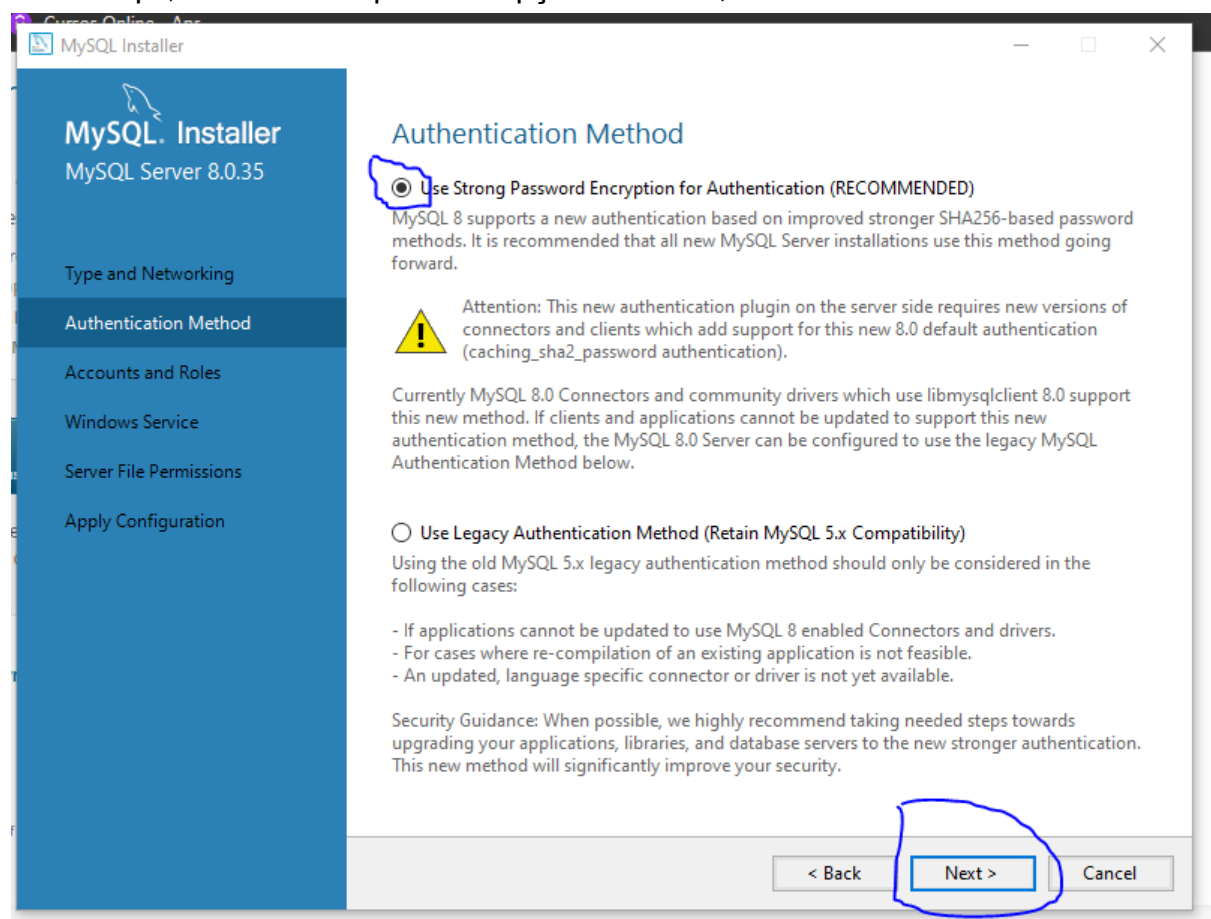 Curso Online - Apr
MySQL Installer
MySQL. Installer
MySQL Server 8.0.35
Type and Networking
Authentication Method
Accounts and Roles
Windows Service
Server File Permissions
Apply Configuration
Authentication Method
Use Strong Password Encryption for Authentication (RECOMMENDED)
MySQL 8 supports a new authentication based on improved stronger SHA256-based password
methods. It is recommended that all new MySQL Server installations use this method going
forward.
Attention: This new authentication plugin on the server side requires new versions of
connectors and clients which add support for this new 8.0 default authentication
(caching_sha2_password authentication).
Currently MySQL 8.0 Connectors and community drivers which use libmysqlclient 8.0 support
this new method. If clients and applications cannot be updated to support this new
authentication method, the MySQL 8.0 Server can be configured to use the legacy MySQL
Authentication Method below.
Use Legacy Authentication Method (Retain MySQL 5.x Compatibility)
Using the old MySQL 5.x legacy authentication method should only be considered in the
following cases:
- If applications cannot be updated to use MySQL 8 enabled Connectors and drivers.
- For cases where re-compilation of an existing application is not feasible.
- An updated, language specific connector or driver is not yet available.
Security Guidance: When possible, we highly recommend taking needed steps towards
upgrading your applications, libraries, and database servers to the new stronger authentication.
This new method will significantly improve your security.
< Back Next > Cancel